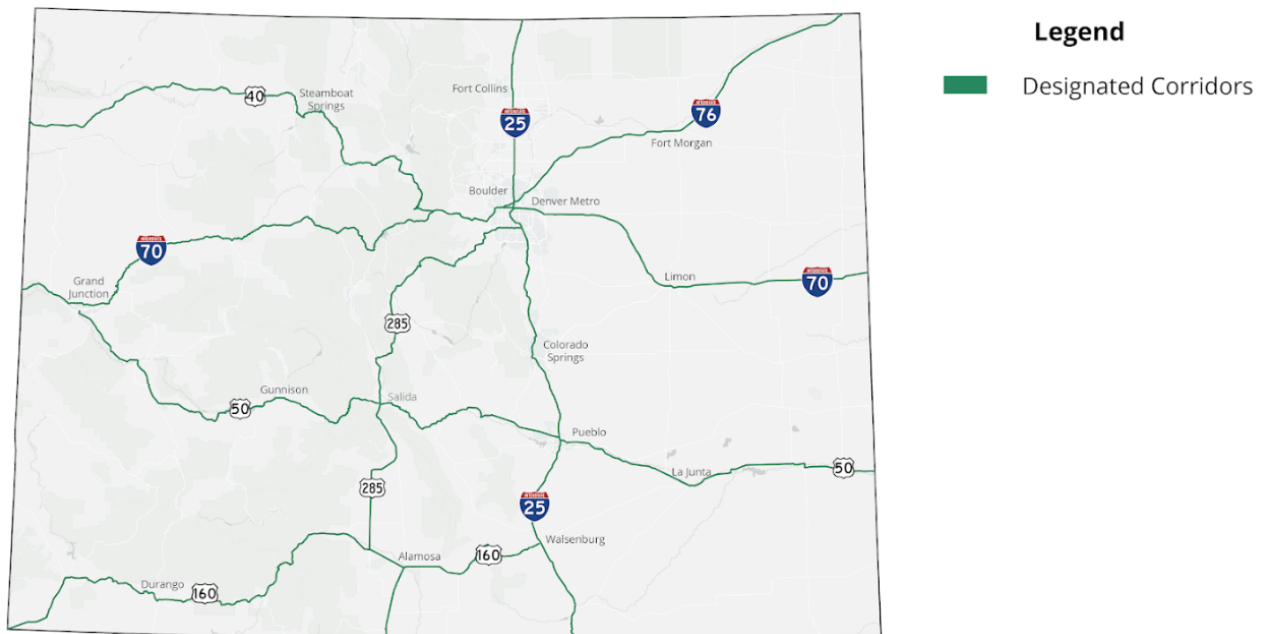 Legend
Designated Corridors
40
Steamboat
Springs
Fort Collins
25
76
Fort Morgan
Boulder
Denver Metro
70
Grand
Junction
Limon
70
285
Colorado
Springs
Gunnison
50
Salida
Pueblo
La Junta
50
285
25
Walsenburg
Alamosa
160
Durango
160